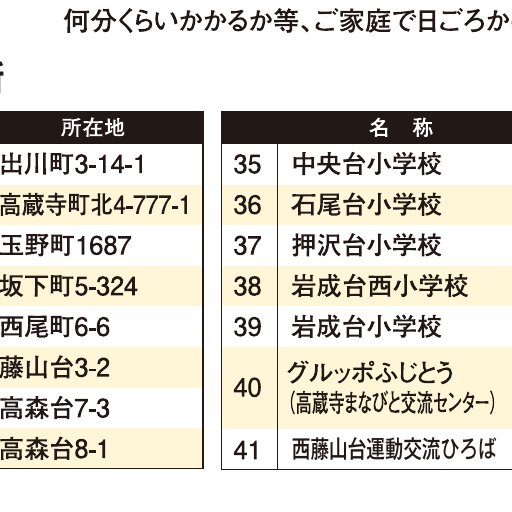 何分くらいかかるか等、ご家庭で日ごろか
所在地
出川町3-14-1
高蔵寺町北4-777-1
玉野町1687
坂下町5-324
西尾町6-6
藤山台3-2
高森台7-3
高森台8-1
名 称
35 中央台小学校
36 石尾台小学校
37 押沢台小学校
38 岩成台西小学校
39 岩成台小学校
40 グルッポふじとう
(高蔵寺まなびと交流センター)
41 西藤山台運動交流ひろば